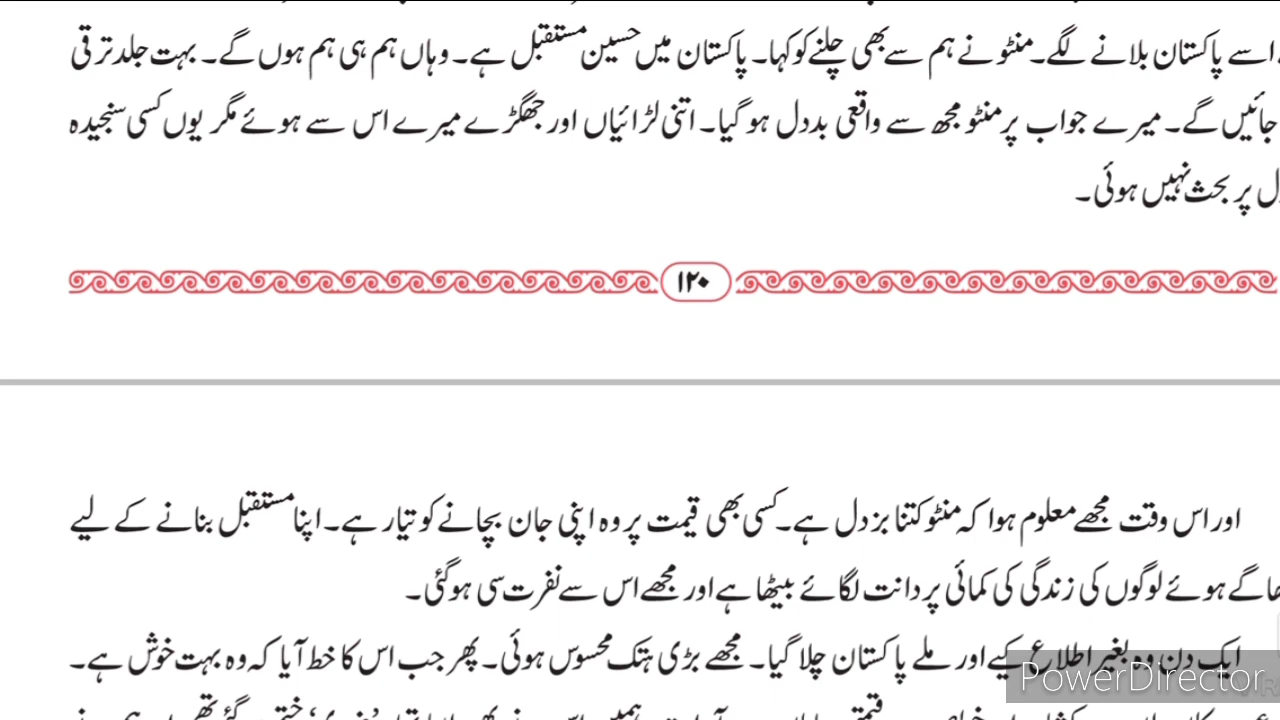 اسے پاکستان بلانے لگے۔ منٹو نے ہم سے بھی چلنے کو کہا۔ پاکستان میں حسین مستقبل ہے۔ وہاں ہم ہی ہم ہوں گے۔ بہت جلد ترقی
جائیں گے۔ میرے جواب پر منٹو مجھ سے واقعی بددل ہو گیا۔ اتنی لڑائیاں اور جھگڑے میرے اس سے ہوئے مگر یوں کسی سنجیدہ
پر بحث نہیں ہوئی۔
۱۲۰
اور اس وقت مجھے معلوم ہوا کہ منٹو کتنا بزدل ہے۔ کسی بھی قیمت پر وہ اپنی جان بچانے کو تیار ہے۔ اپنا مستقبل بنانے کے لیے
ہوئے لوگوں کی زندگی کی کمائی پر دانت لگائے بیٹھا ہے اور مجھے اس سے نفرت سی ہوگئی۔
ایک دن وہ بغیر اطلاع کیے اور ملے پاکستان چلا گیا۔ مجھے بڑی ہتک محسوس ہوئی۔ پھر جب اس کا خط آیا کہ وہ بہت خوش ہے۔
PowerDirector